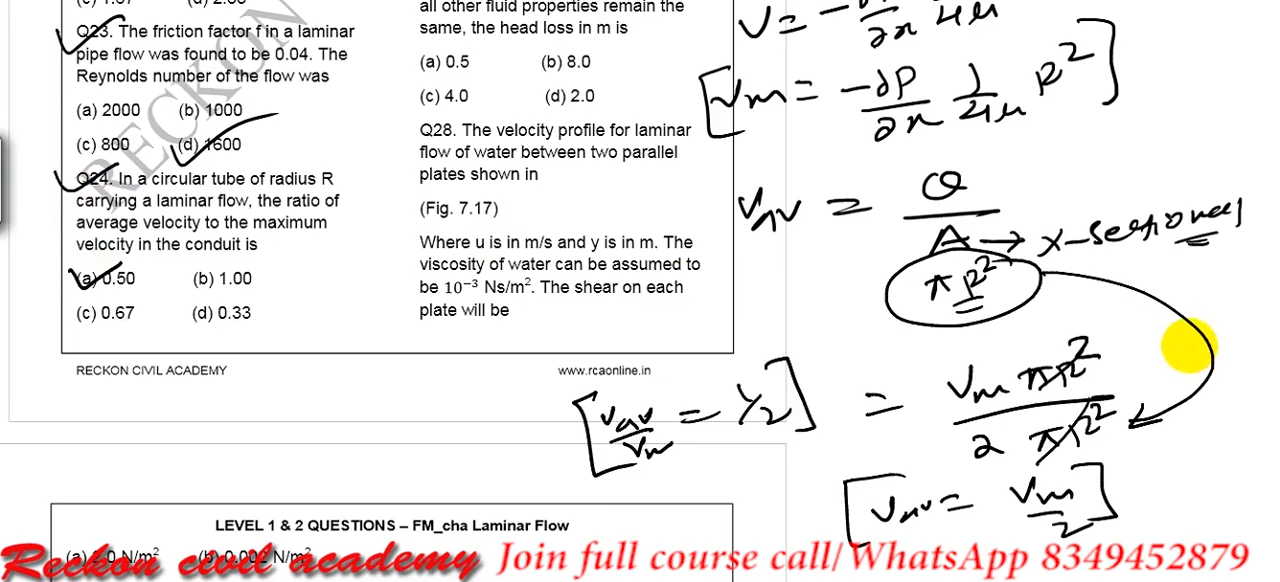 (c) 1.67 (d) 2.00
Q23. The friction factor f in a laminar
pipe flow was found to be 0.04. The
Reynolds number of the flow was
(a) 2000 (b) 1000
(c) 800 (d) 1600
Q24. In a circular tube of radius R
carrying a laminar flow, the ratio of
average velocity to the maximum
velocity in the conduit is
(a) 0.50 (b) 1.00
(c) 0.67 (d) 0.33
RECKON
all other fluid properties remain the
same, the head loss in m is
(a) 0.5 (b) 8.0
(c) 4.0 (d) 2.0
Q28. The velocity profile for laminar
flow of water between two parallel
plates shown in
(Fig. 7.17)
Where u is in m/s and y is in m. The
viscosity of water can be assumed to
be 10⁻³ Ns/m². The shear on each
plate will be
RECKON CIVIL ACADEMY www.rcaonline.in
[Vm = -∂P/∂x 1/4μ R²]
Vav = Q/A → x-sectional
πR²
= Vm πR²/2 πR²
[Vav/Vm = 1/2]
[Vav = Vm/2]
LEVEL 1 & 2 QUESTIONS – FM_cha Laminar Flow
(b) 0.002 N/m²
Reckon civil academy Join full course call/WhatsApp 8349452879